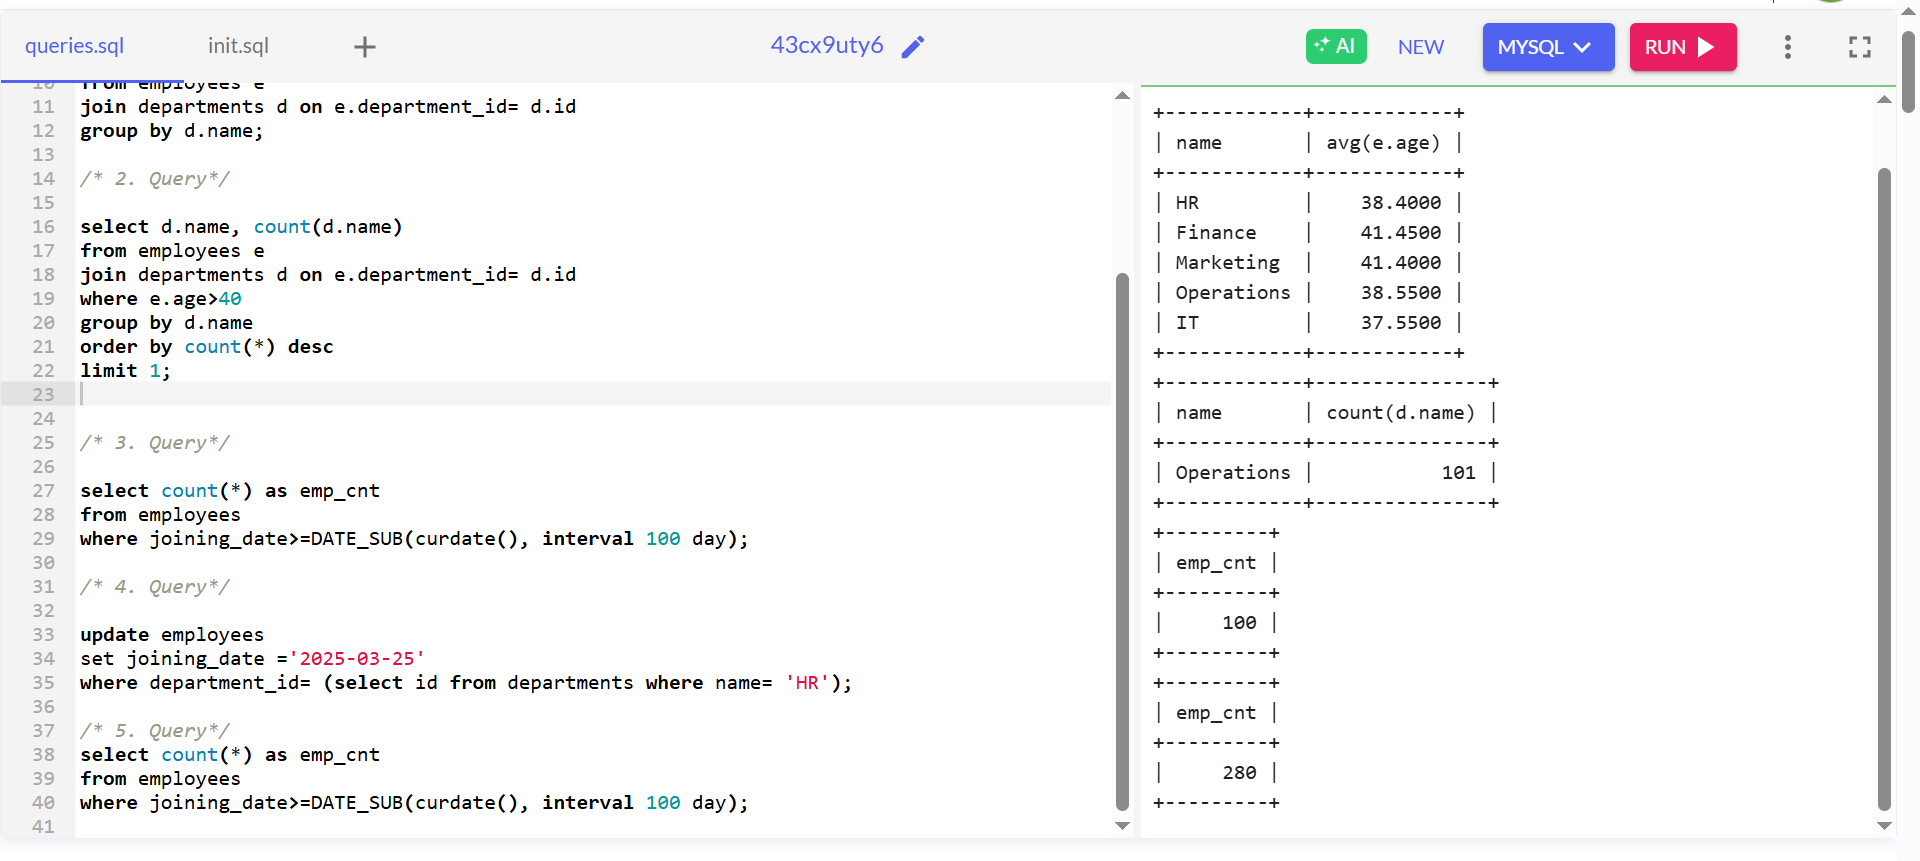 queries.sql
init.sql
+
43cx9uty6
AI
NEW
MYSQL
RUN
10 from employees e
11 join departments d on e.department_id= d.id
12 group by d.name;
13
14 /* 2. Query*/
15
16 select d.name, count(d.name)
17 from employees e
18 join departments d on e.department_id= d.id
19 where e.age>40
20 group by d.name
21 order by count(*) desc
22 limit 1;
23
24
25 /* 3. Query*/
26
27 select count(*) as emp_cnt
28 from employees
29 where joining_date>=DATE_SUB(curdate(), interval 100 day);
30
31 /* 4. Query*/
32
33 update employees
34 set joining_date ='2025-03-25'
35 where department_id= (select id from departments where name= 'HR');
36
37 /* 5. Query*/
38 select count(*) as emp_cnt
39 from employees
40 where joining_date>=DATE_SUB(curdate(), interval 100 day);
41
+------------+------------+
| name       | avg(e.age) |
+------------+------------+
| HR         |    38.4000 |
| Finance    |    41.4500 |
| Marketing  |    41.4000 |
| Operations |    38.5500 |
| IT         |    37.5500 |
+------------+------------+
+------------+---------------+
| name       | count(d.name) |
+------------+---------------+
| Operations |           101 |
+------------+---------------+
+---------+
| emp_cnt |
+---------+
|     100 |
+---------+
+---------+
| emp_cnt |
+---------+
|     280 |
+---------+